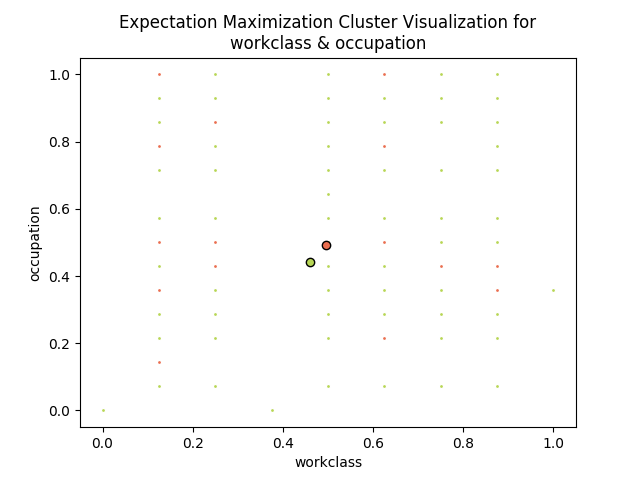 Expectation Maximization Cluster Visualization for
workclass & occupation
1.0
0.8
0.6
0.4
0.2
0.0
occupation
0.0 0.2 0.4 0.6 0.8 1.0
workclass